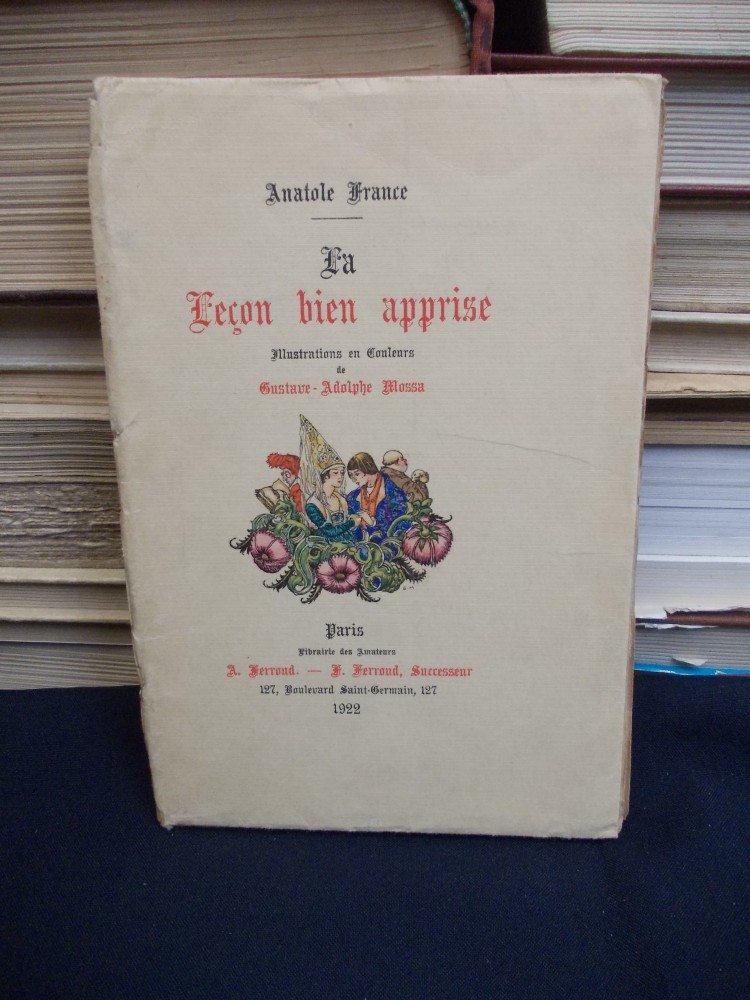 Anatole France
La
Leçon bien apprise
Illustrations en Couleurs
de
Gustave-Adolphe Mossa
Paris
Librairie des Amateurs
A. Ferroud. — F. Ferroud, Successeur
127, Boulevard Saint-Germain, 127
1922